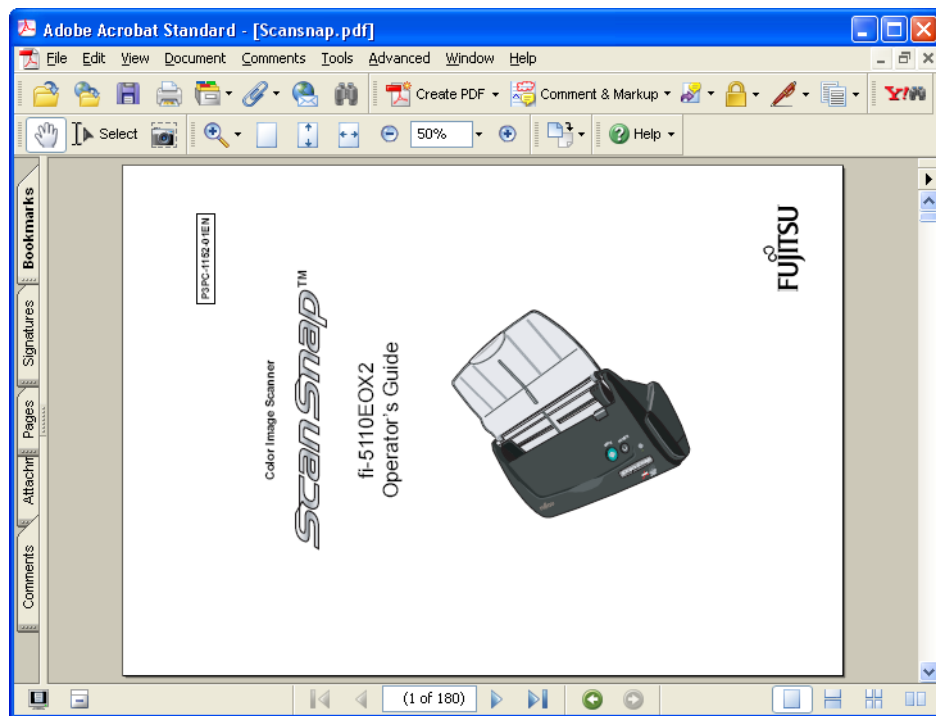 Adobe Acrobat Standard - [Scansnap.pdf]
File Edit View Document Comments Tools Advanced Window Help
Create PDF Comment & Markup Y!
Select 50% Help
Bookmarks
Signatures
Pages
Attachm
Comments
P3PC-1152-01EN
Color Image Scanner
ScanSnap™
fi-5110EOX2
Operator's Guide
FUJITSU
(1 of 180)